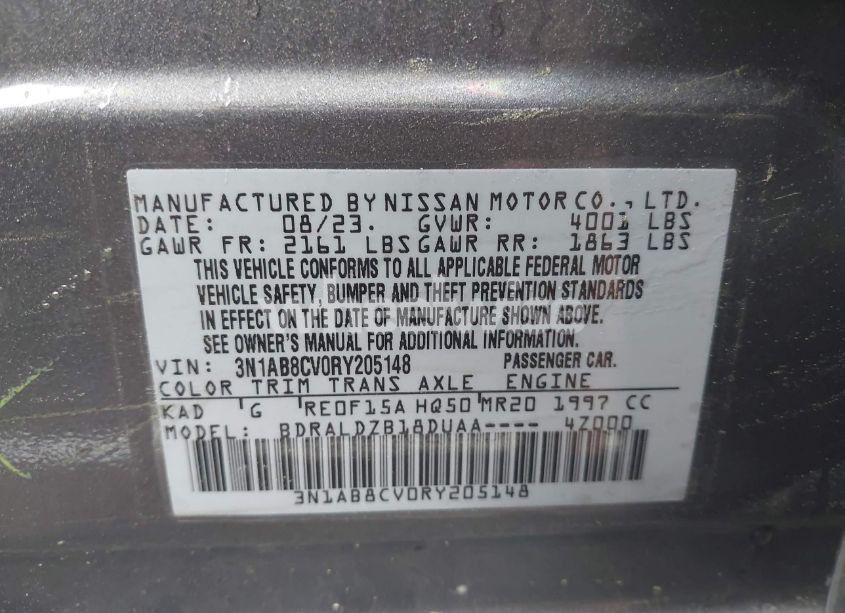 MANUFACTURED BY NISSAN MOTOR CO., LTD.
DATE: 08/23. GVWR: 4001 LBS
GAWR FR: 2161 LBS GAWR RR: 1863 LBS
THIS VEHICLE CONFORMS TO ALL APPLICABLE FEDERAL MOTOR
VEHICLE SAFETY, BUMPER AND THEFT PREVENTION STANDARDS
IN EFFECT ON THE DATE OF MANUFACTURE SHOWN ABOVE.
SEE OWNER'S MANUAL FOR ADDITIONAL INFORMATION.
VIN: 3N1AB8CV0RY205148 PASSENGER CAR.
COLOR TRIM TRANS AXLE ENGINE
KAD G RE0F15A HQ50 MR20 1997 CC
MODEL: BDRALDZB18DUAA---- 4Z000
3N1AB8CV0RY205148